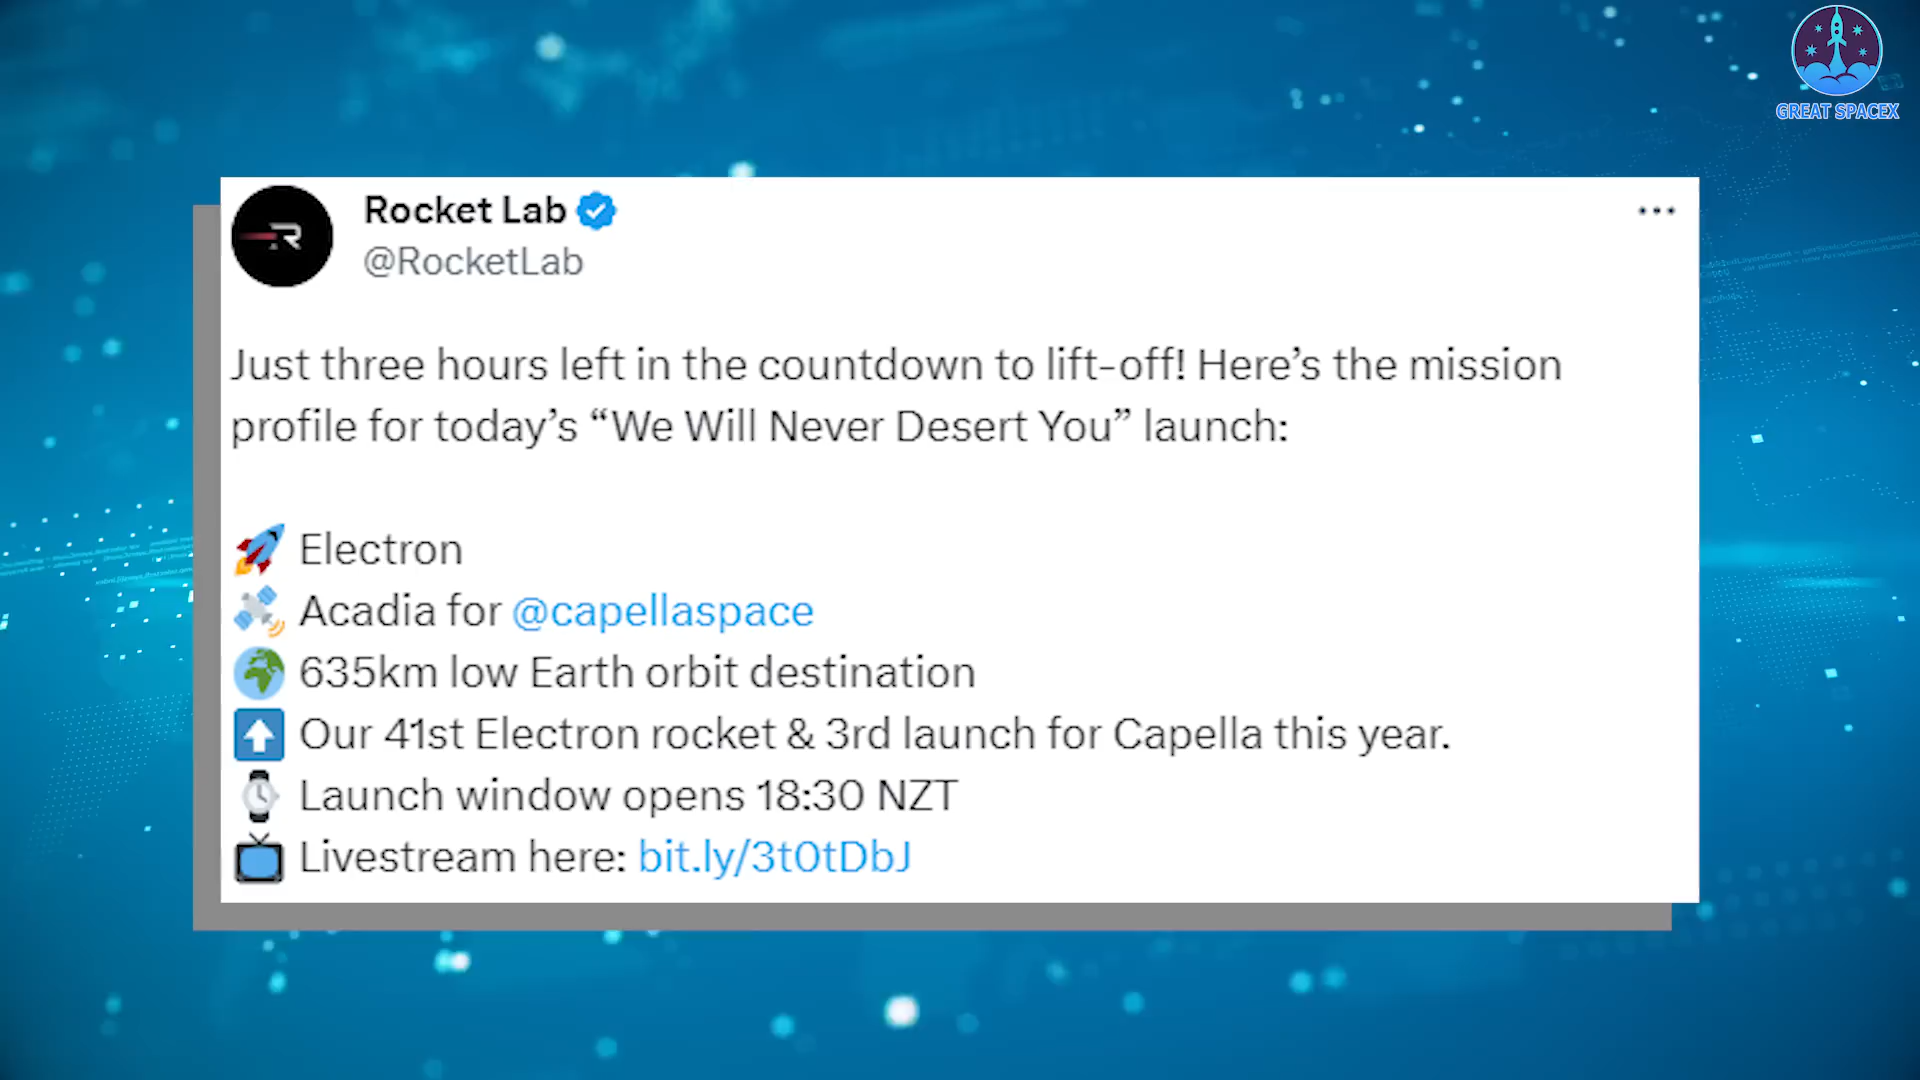 GREAT SPACEX
Rocket Lab
@RocketLab
Just three hours left in the countdown to lift-off! Here’s the mission
profile for today’s “We Will Never Desert You” launch:
Electron
Acadia for @capellaspace
635km low Earth orbit destination
Our 41st Electron rocket & 3rd launch for Capella this year.
Launch window opens 18:30 NZT
Livestream here: bit.ly/3t0tDbJ